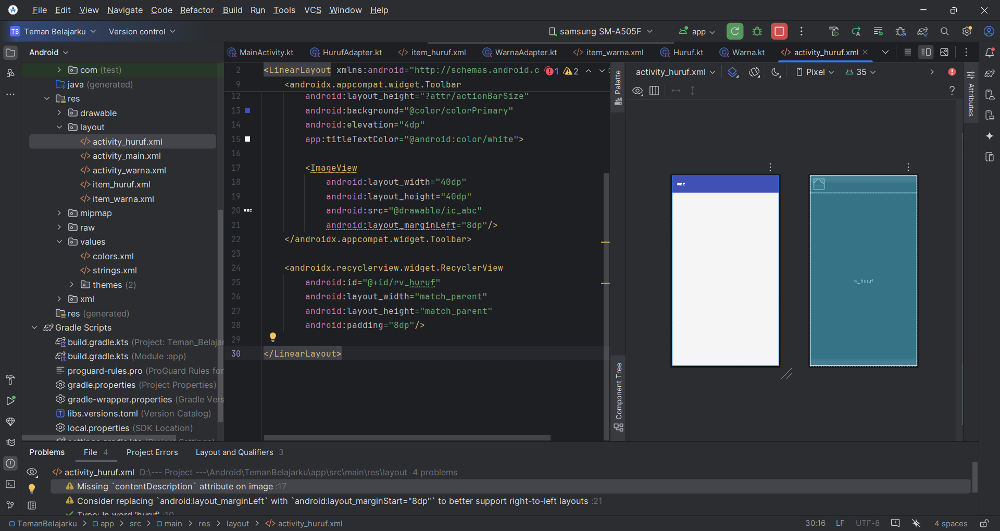 File Edit View Navigate Code Refactor Build Run Tools VCS Window Help
TB Teman Belajarku Version control samsung SM-A505F app
Android
MainActivity.kt HurufAdapter.kt item_huruf.xml WarnaAdapter.kt item_warna.xml Huruf.kt Warna.kt activity_huruf.xml
com (test)
java (generated)
res
drawable
layout
activity_huruf.xml
activity_main.xml
activity_warna.xml
item_huruf.xml
item_warna.xml
mipmap
raw
values
colors.xml
strings.xml
themes (2)
xml
res (generated)
Gradle Scripts
build.gradle.kts (Project: Teman_Belajar
build.gradle.kts (Module :app)
proguard-rules.pro (ProGuard Rules for
gradle.properties (Project Properties)
gradle-wrapper.properties (Gradle Vers
libs.versions.toml (Version Catalog)
local.properties (SDK Location)
settings.gradle.kts (Project Settings)
2 <LinearLayout xmlns:android="http://schemas.android.c 1 2
9 <androidx.appcompat.widget.Toolbar
12 android:layout_height="?attr/actionBarSize"
13 android:background="@color/colorPrimary"
14 android:elevation="4dp"
15 app:titleTextColor="@android:color/white">
16
17 <ImageView
18 android:layout_width="40dp"
19 android:layout_height="40dp"
20 ABC android:src="@drawable/ic_abc"
21 android:layout_marginLeft="8dp"/>
22 </androidx.appcompat.widget.Toolbar>
23
24 <androidx.recyclerview.widget.RecyclerView
25 android:id="@+id/rv_huruf"
26 android:layout_width="match_parent"
27 android:layout_height="match_parent"
28 android:padding="8dp"/>
29
30 </LinearLayout>
Palette
Component Tree
activity_huruf.xml Pixel 35
?
Attributes
ABC
rv_huruf
Problems File 4 Project Errors Layout and Qualifiers 3
activity_huruf.xml D:\--- Project ---\Android\TemanBelajarku\app\src\main\res\layout 4 problems
Missing `contentDescription` attribute on image :17
Consider replacing `android:layout_marginLeft` with `android:layout_marginStart="8dp"` to better support right-to-left layouts :21
Typo: In word 'huruf' :10
TemanBelajarku > app > src > main > res > layout > activity_huruf.xml 30:16 LF UTF-8 4 spaces